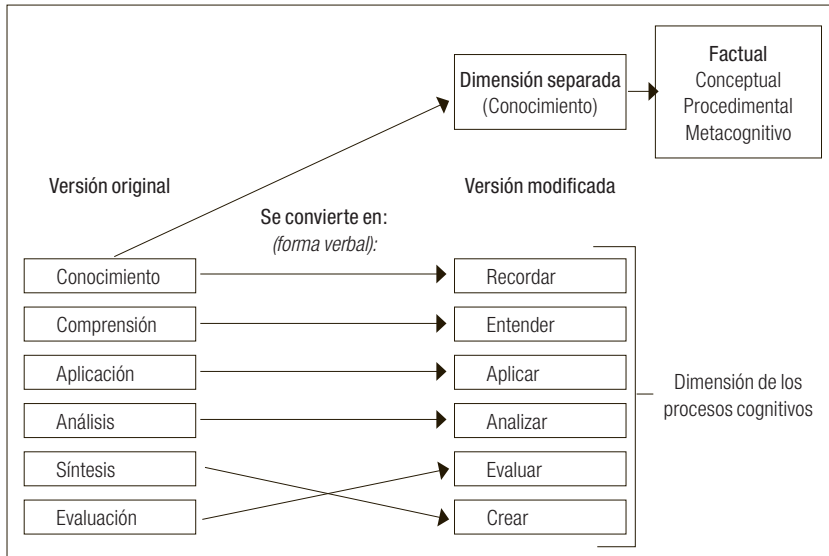 Dimensión separada
(Conocimiento)
Factual
Conceptual
Procedimental
Metacognitivo
Versión original
Versión modificada
Se convierte en:
(forma verbal):
Conocimiento
Recordar
Comprensión
Entender
Aplicación
Aplicar
Análisis
Analizar
Síntesis
Evaluar
Evaluación
Crear
Dimensión de los
procesos cognitivos